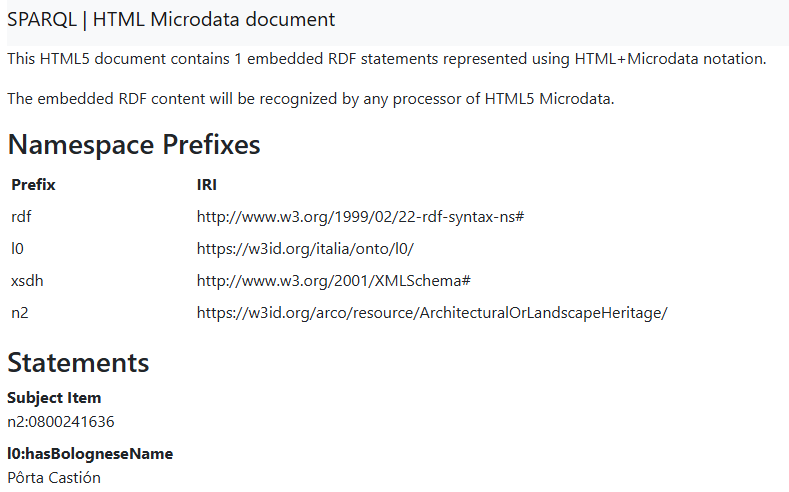 SPARQL | HTML Microdata document
This HTML5 document contains 1 embedded RDF statements represented using HTML+Microdata notation.
The embedded RDF content will be recognized by any processor of HTML5 Microdata.
Namespace Prefixes
Prefix IRI
rdf http://www.w3.org/1999/02/22-rdf-syntax-ns#
l0 https://w3id.org/italia/onto/l0/
xsdh http://www.w3.org/2001/XMLSchema#
n2 https://w3id.org/arco/resource/ArchitecturalOrLandscapeHeritage/
Statements
Subject Item
n2:0800241636
l0:hasBologneseName
Pôrta Castión